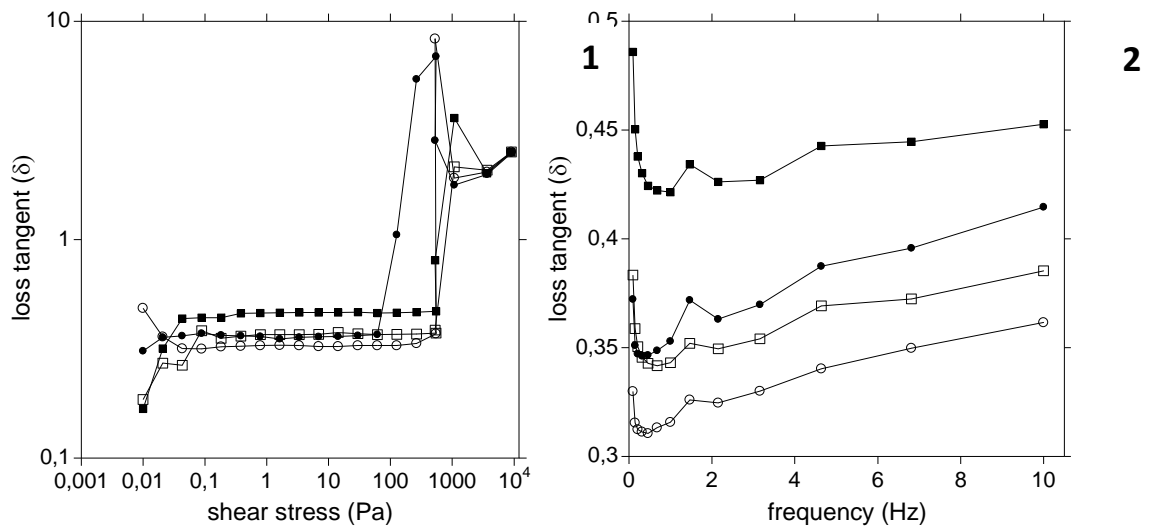 10
1
0,1
0,001 0,01 0,1 1 10 100 1000 10⁴
shear stress (Pa)
loss tangent (δ)
1
0,5
0,45
0,4
0,35
0,3
0 2 4 6 8 10
frequency (Hz)
loss tangent (δ)
2